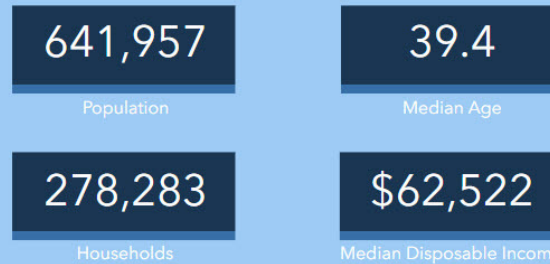 641,957 39.4
Population Median Age
278,283 $62,522
Households Median Disposable Incom